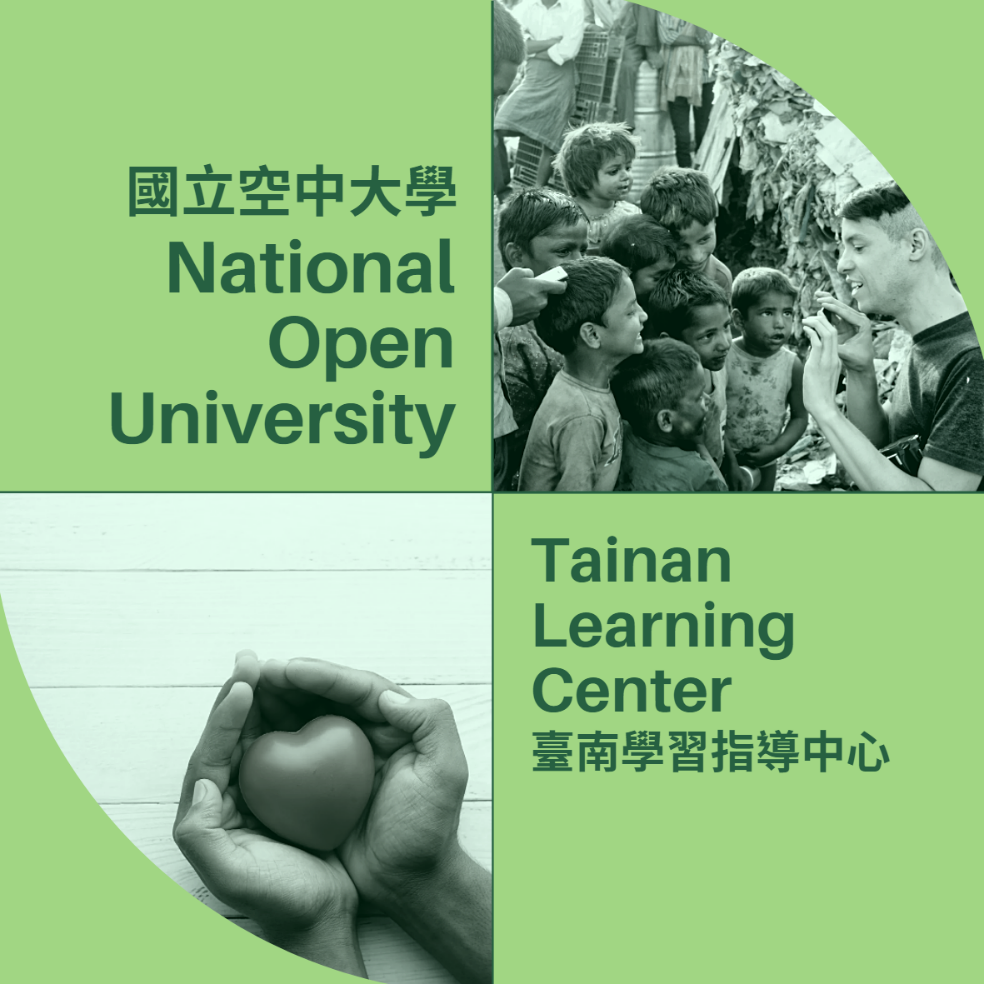 國立空中大學
National
Open
University
Tainan
Learning
Center
臺南學習指導中心